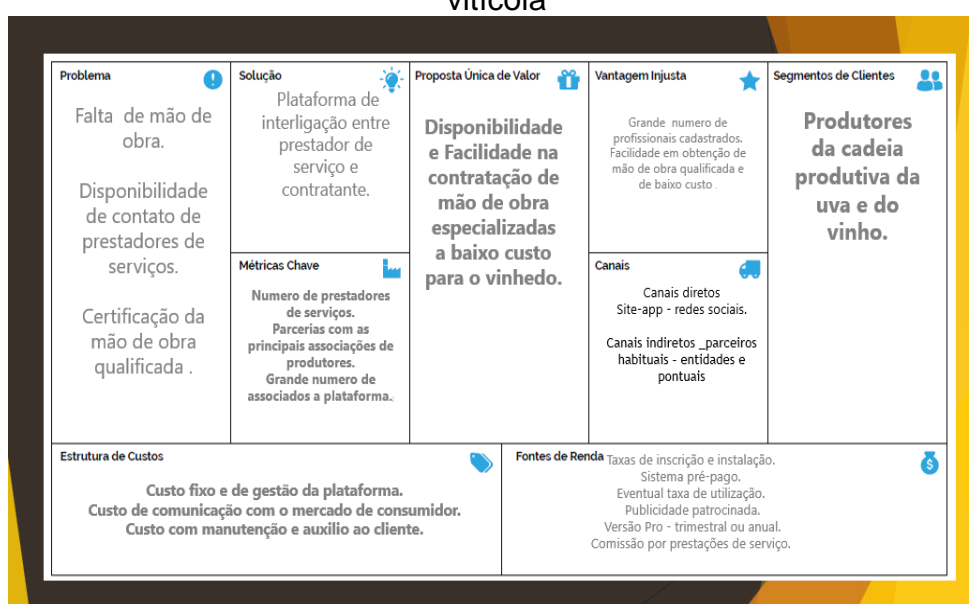 vitícola
Problema
Falta de mão de
obra.
Disponibilidade
de contato de
prestadores de
serviços.
Certificação da
mão de obra
qualificada .
Solução
Plataforma de
interligação entre
prestador de
serviço e
contratante.
Métricas Chave
Numero de prestadores
de serviços.
Parcerias com as
principais associações de
produtores.
Grande numero de
associados a plataforma.
Proposta Única de Valor
Disponibilidade
e Facilidade na
contratação de
mão de obra
especializadas
a baixo custo
para o vinhedo.
Vantagem Injusta
Grande numero de
profissionais cadastrados.
Facilidade em obtenção de
mão de obra qualificada e
de baixo custo .
Canais
Canais diretos
Site-app - redes sociais.
Canais indiretos _parceiros
habituais - entidades e
pontuais
Segmentos de Clientes
Produtores
da cadeia
produtiva da
uva e do
vinho.
Estrutura de Custos
Custo fixo e de gestão da plataforma.
Custo de comunicação com o mercado de consumidor.
Custo com manutenção e auxilio ao cliente.
Fontes de Renda
Taxas de inscrição e instalação.
Sistema pré-pago.
Eventual taxa de utilização.
Publicidade patrocinada.
Versão Pro - trimestral ou anual.
Comissão por prestações de serviço.